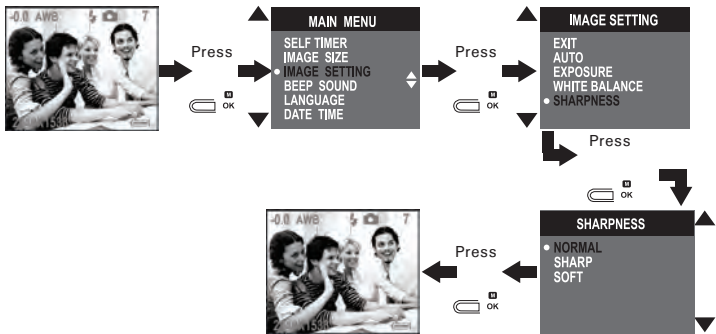 -0.0 AWB 7
Press
M
OK
MAIN MENU
SELF TIMER
IMAGE SIZE
IMAGE SETTING
BEEP SOUND
LANGUAGE
DATE TIME
Press
M
OK
IMAGE SETTING
EXIT
AUTO
EXPOSURE
WHITE BALANCE
SHARPNESS
Press
M
OK
SHARPNESS
NORMAL
SHARP
SOFT
Press
M
OK
-0.0 AWB 7